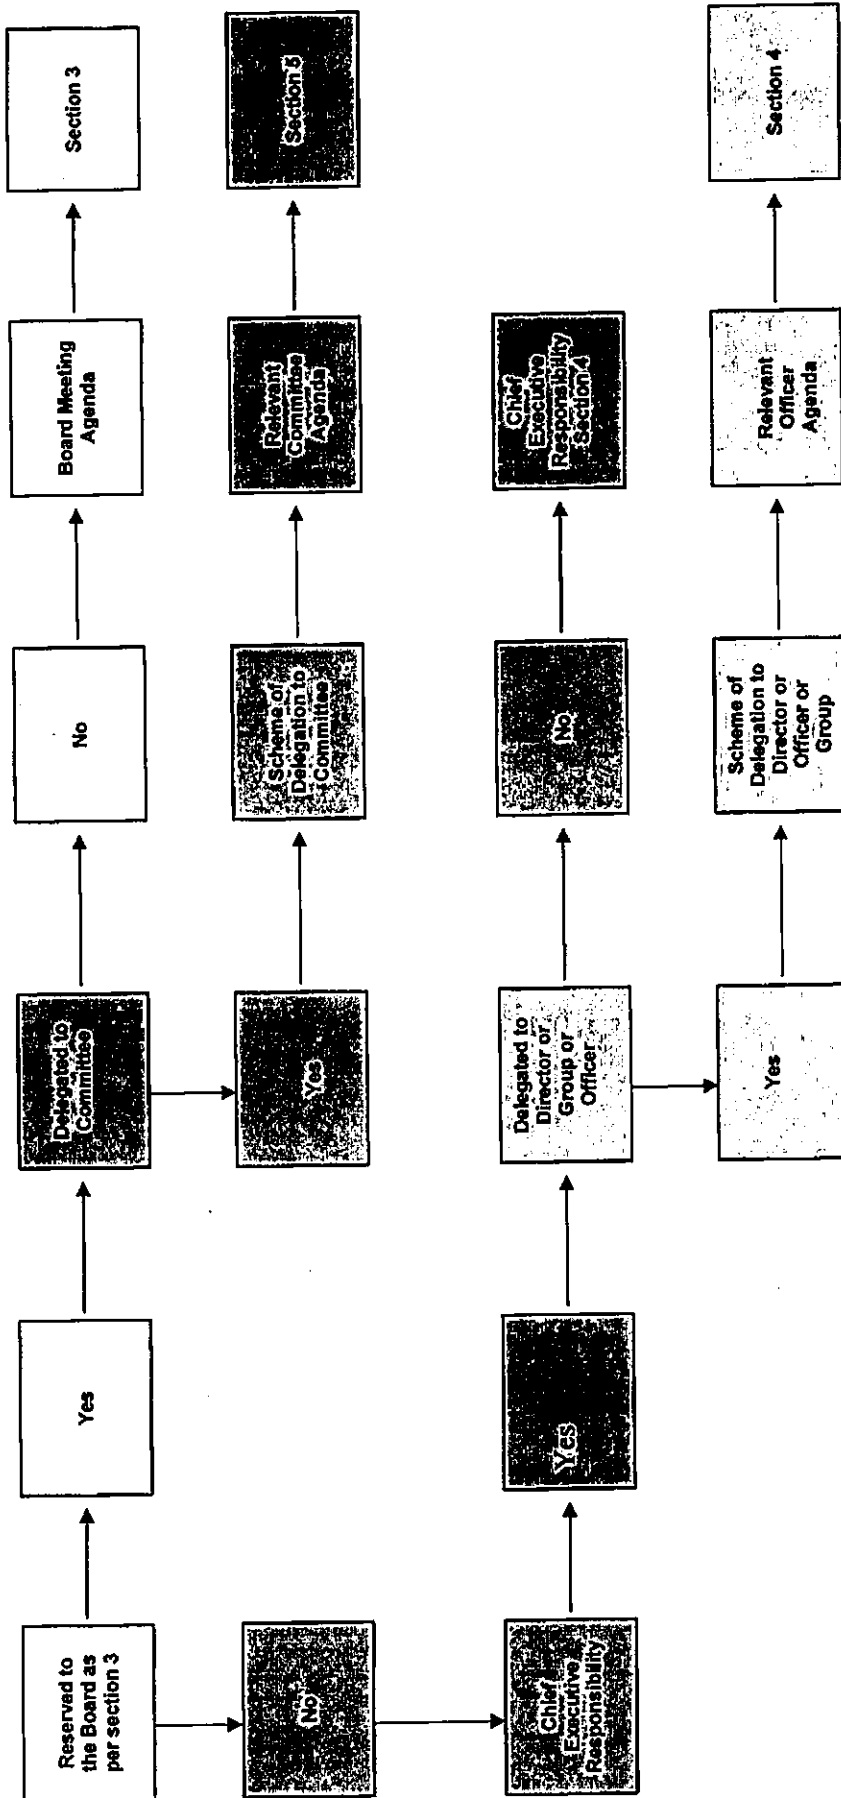 Reserved to
the Board as
per section 3
Yes
Delegated to
Committee
No
Board Meeting
Agenda
Section 3
No
Yes
Scheme of
Delegation to
Committee
Relevant
Committee
Agenda
Section 5
Chief
Executive
Responsibility
Yes
Delegated to
Director or
Group or
Officer
No
Chief
Executive
Responsibility
Section 4
Yes
Scheme of
Delegation to
Director or
Officer or
Group
Relevant
Officer
Agenda
Section 4